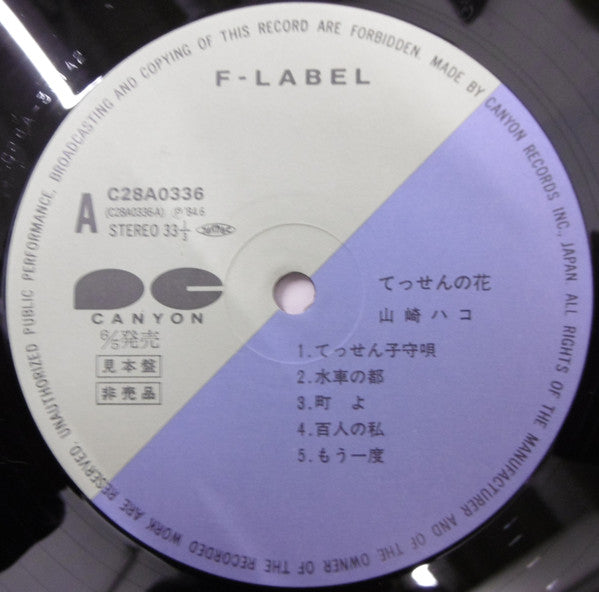 UNAUTHORIZED PUBLIC PERFORMANCE, BROADCASTING AND COPYING OF THIS RECORD ARE FORBIDDEN. MADE BY CANYON RECORDS INC., JAPAN ALL RIGHTS OF THE MANUFACTURER AND OF THE OWNER OF THE RECORDED WORK ARE RESERVED.
F-LABEL
A
C28A0336
(C28A0336-A) Ⓟ'84.6
STEREO 33 1/3
CANYON
発売
見本盤
非売品
てっせんの花
山崎ハコ
1.てっせん子守唄
2.水車の都
3.町 よ
4.百人の私
5.もう一度